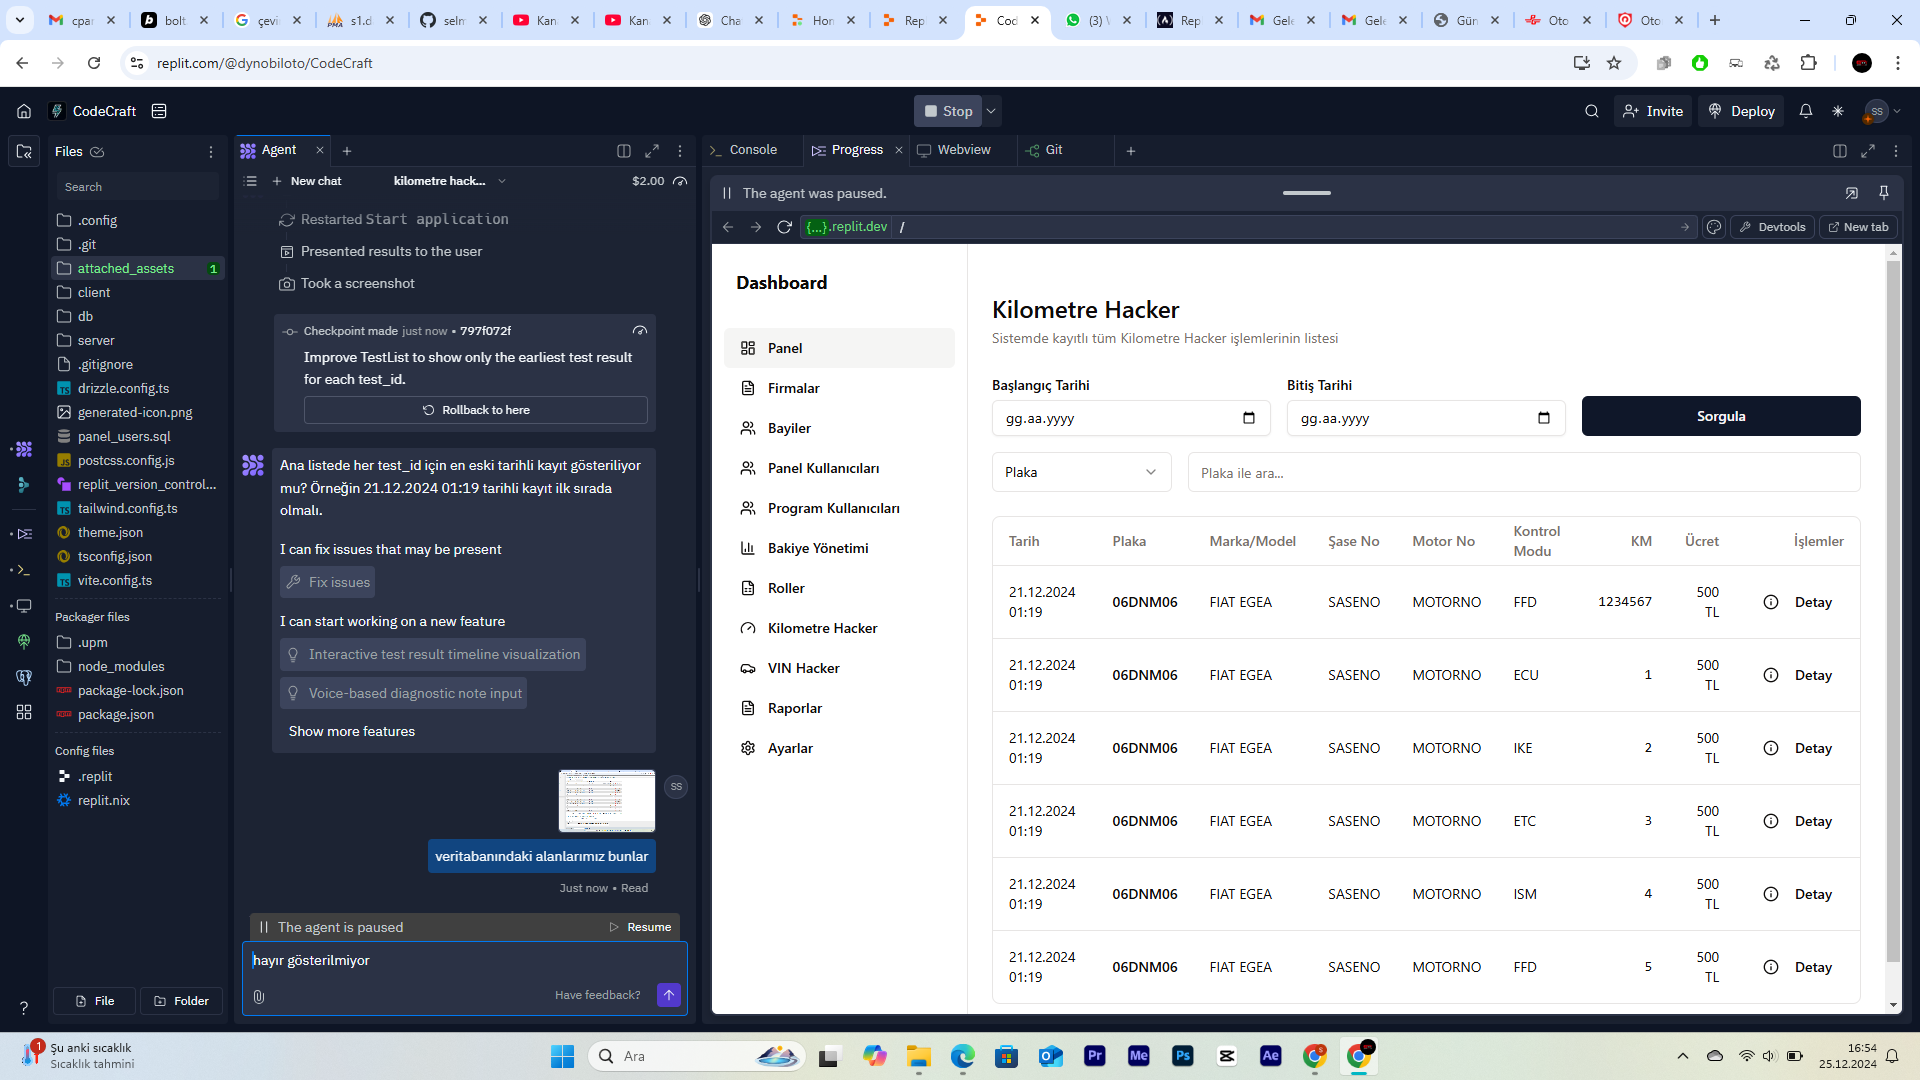 cpan
bolt
çevi
s1.d
selm
Kan
Kan
Cha
Hon
Rep
Cod
(3) \
Rep
Gele
Gele
Gün
Oto
Oto
replit.com/@dynobiloto/CodeCraft
CodeCraft
Stop
Invite
Deploy
SS
Files
Search
.config
.git
attached_assets 1
client
db
server
.gitignore
drizzle.config.ts
generated-icon.png
panel_users.sql
postcss.config.js
replit_version_control...
tailwind.config.ts
theme.json
tsconfig.json
vite.config.ts
Packager files
.upm
node_modules
package-lock.json
package.json
Config files
.replit
replit.nix
File
Folder
Agent
New chat
kilometre hack...
$2.00
Restarted Start application
Presented results to the user
Took a screenshot
Checkpoint made just now • 797f072f
Improve TestList to show only the earliest test result
for each test_id.
Rollback to here
Ana listede her test_id için en eski tarihli kayıt gösteriliyor
mu? Örneğin 21.12.2024 01:19 tarihli kayıt ilk sırada
olmalı.
I can fix issues that may be present
Fix issues
I can start working on a new feature
Interactive test result timeline visualization
Voice-based diagnostic note input
Show more features
SS
veritabanındaki alanlarımız bunlar
Just now • Read
The agent is paused
Resume
hayır gösterilmiyor
Have feedback?
Console
Progress
Webview
Git
The agent was paused.
{...}.replit.dev /
Devtools
New tab
Dashboard
Panel
Firmalar
Bayiler
Panel Kullanıcıları
Program Kullanıcıları
Bakiye Yönetimi
Roller
Kilometre Hacker
VIN Hacker
Raporlar
Ayarlar
Kilometre Hacker
Sistemde kayıtlı tüm Kilometre Hacker işlemlerinin listesi
Başlangıç Tarihi
gg.aa.yyyy
Bitiş Tarihi
gg.aa.yyyy
Sorgula
Plaka
Plaka ile ara...
Tarih Plaka Marka/Model Şase No Motor No Kontrol Modu KM Ücret İşlemler
21.12.2024 01:19 06DNM06 FIAT EGEA SASENO MOTORNO FFD 1234567 500 TL Detay
21.12.2024 01:19 06DNM06 FIAT EGEA SASENO MOTORNO ECU 1 500 TL Detay
21.12.2024 01:19 06DNM06 FIAT EGEA SASENO MOTORNO IKE 2 500 TL Detay
21.12.2024 01:19 06DNM06 FIAT EGEA SASENO MOTORNO ETC 3 500 TL Detay
21.12.2024 01:19 06DNM06 FIAT EGEA SASENO MOTORNO ISM 4 500 TL Detay
21.12.2024 01:19 06DNM06 FIAT EGEA SASENO MOTORNO FFD 5 500 TL Detay
1
Şu anki sıcaklık
Sıcaklık tahmini
Ara
Pr
Me
Ps
Ae
16:54
25.12.2024